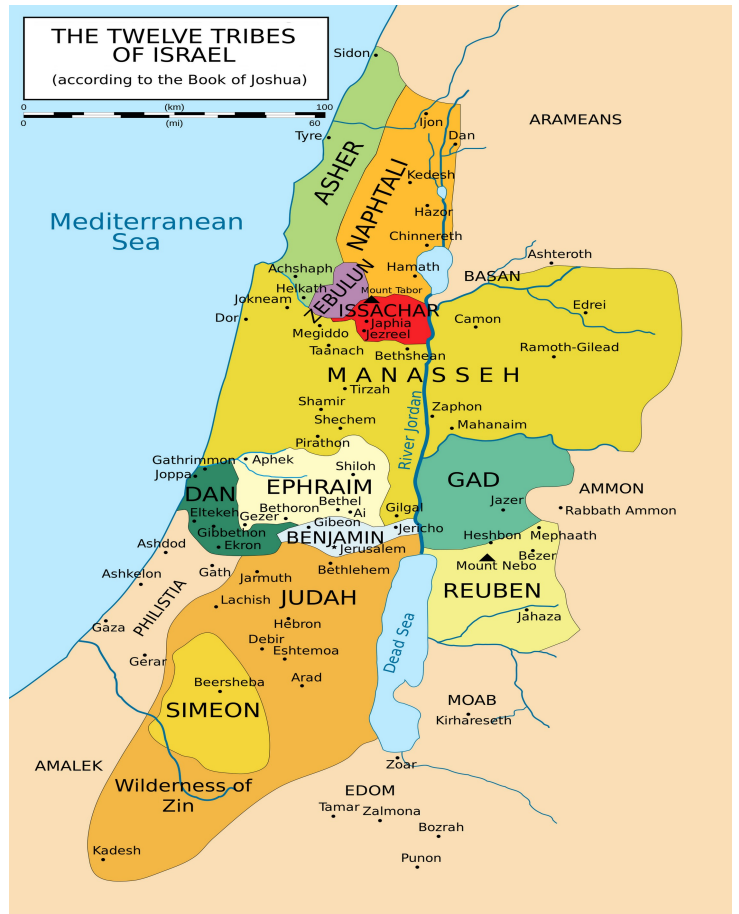 THE TWELVE TRIBES
OF ISRAEL
(according to the Book of Joshua)
0 (km) 100
0 (mi) 60
Sidon
Tyre
Ijon
Dan
ARAMEANS
ASHER
NAPHTALI
Kedesh
Hazor
Chinnereth
Mediterranean
Sea
Achshaph
Hamath
Ashteroth
BASAN
Helkath
ZEBULUN
Mount Tabor
Jokneam
Dor
ISSACHAR
Japhia
Jezreel
Camon
Edrei
Megiddo
Taanach
Bethshean
Ramoth-Gilead
MANASSEH
Tirzah
Shamir
Shechem
River Jordan
Zaphon
Mahanaim
Pirathon
Gathrimmon
Aphek
Joppa
Shiloh
DAN
EPHRAIM
GAD
Eltekeh
Bethel
Bethoron
Ai
Gezer
Gibeon
Gilgal
Jericho
Jazer
AMMON
Rabbath Ammon
Gibbethon
Ekron
BENJAMIN
Jerusalem
Heshbon
Mephaath
Bezer
Mount Nebo
Ashdod
Gath
Jarmuth
Bethlehem
Ashkelon
PHILISTIA
Lachish
JUDAH
REUBEN
Hebron
Jahaza
Gaza
Debir
Eshtemoa
Dead Sea
Gerar
Beersheba
Arad
SIMEON
MOAB
Kirhareseth
AMALEK
Wilderness of
Zin
Zoar
EDOM
Tamar
Zalmona
Bozrah
Kadesh
Punon